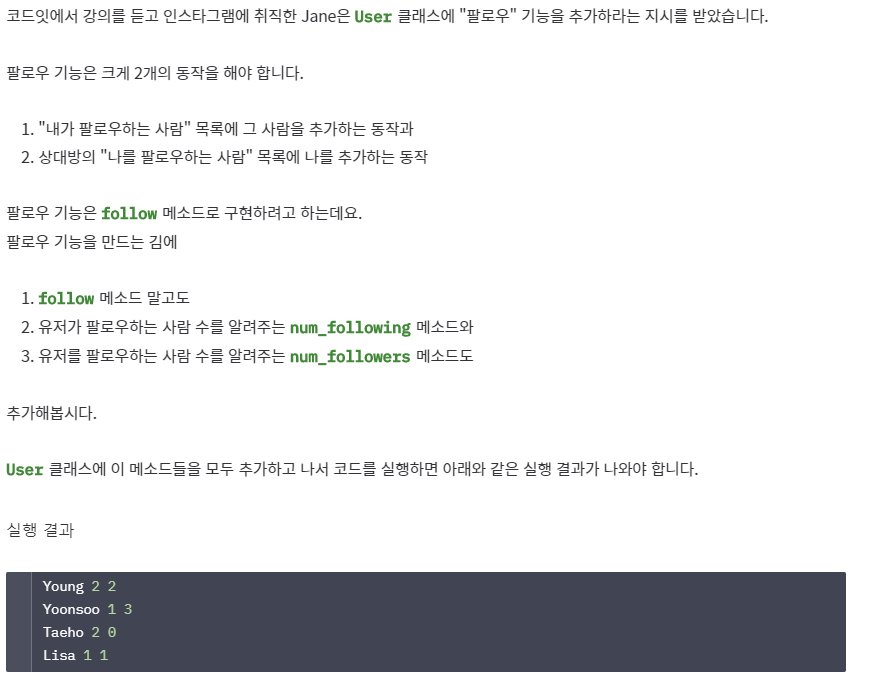 코드잇에서 강의를 듣고 인스타그램에 취직한 Jane은 User 클래스에 "팔로우" 기능을 추가하라는 지시를 받았습니다.
팔로우 기능은 크게 2개의 동작을 해야 합니다.
1. "내가 팔로우하는 사람" 목록에 그 사람을 추가하는 동작과
2. 상대방의 "나를 팔로우하는 사람" 목록에 나를 추가하는 동작
팔로우 기능은 follow 메소드로 구현하려고 하는데요.
팔로우 기능을 만드는 김에
1. follow 메소드 말고도
2. 유저가 팔로우하는 사람 수를 알려주는 num_following 메소드와
3. 유저를 팔로우하는 사람 수를 알려주는 num_followers 메소드도
추가해봅시다.
User 클래스에 이 메소드들을 모두 추가하고 나서 코드를 실행하면 아래와 같은 실행 결과가 나와야 합니다.
실행 결과
Young 2 2
Yoonsoo 1 3
Taeho 2 0
Lisa 1 1